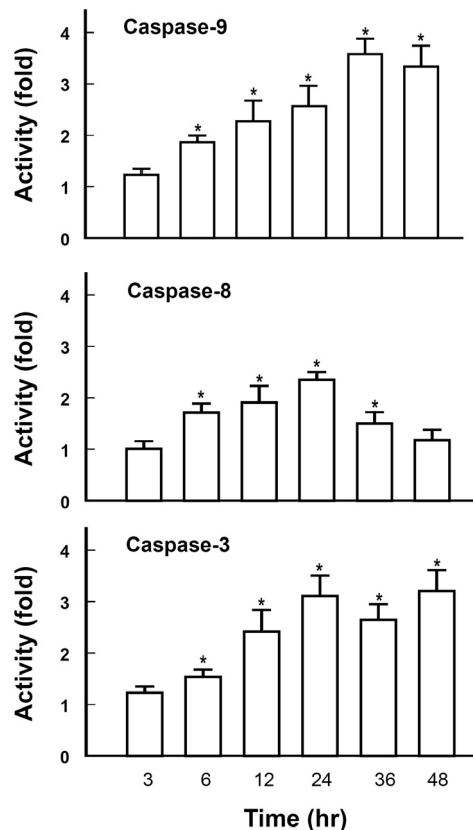 Caspase-9
Activity (fold)
4
3
2
1
0
* * * * *
Caspase-8
Activity (fold)
4
3
2
1
0
* * * *
Caspase-3
Activity (fold)
4
3
2
1
0
* * * * *
3 6 12 24 36 48
Time (hr)